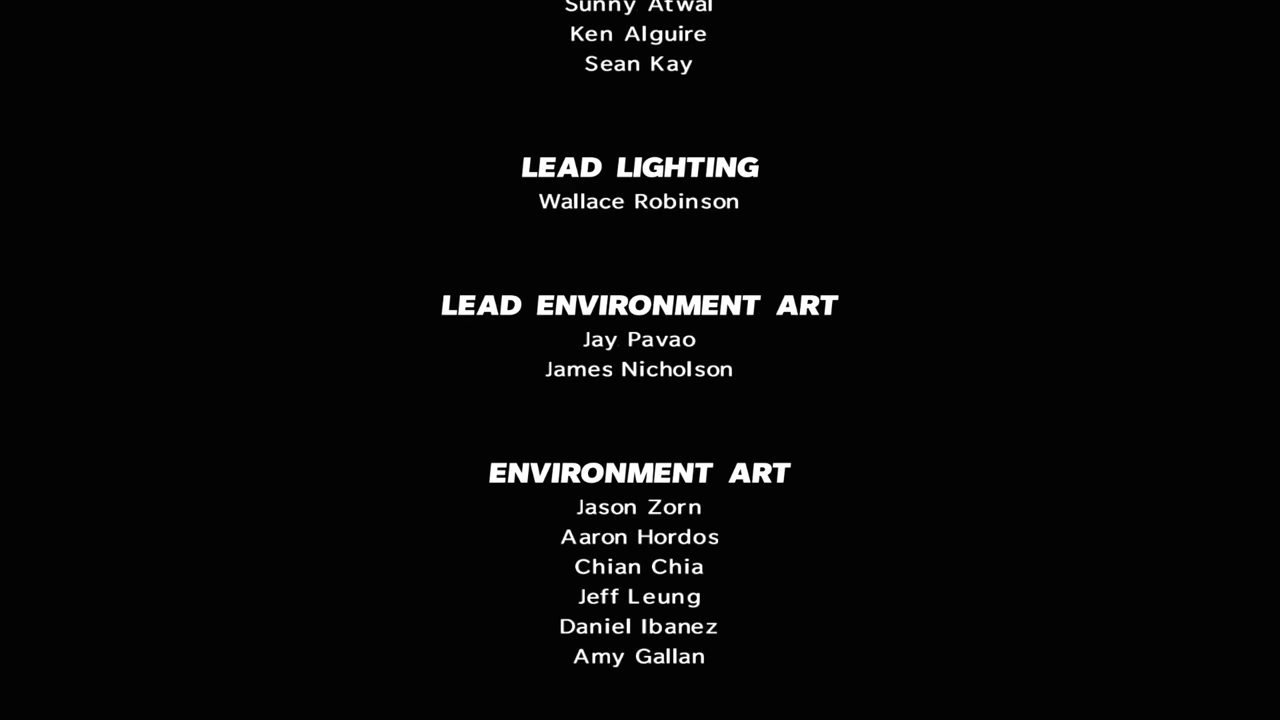 Sunny Atwal
Ken Alguire
Sean Kay
LEAD LIGHTING
Wallace Robinson
LEAD ENVIRONMENT ART
Jay Pavao
James Nicholson
ENVIRONMENT ART
Jason Zorn
Aaron Hordos
Chian Chia
Jeff Leung
Daniel Ibanez
Amy Gallan